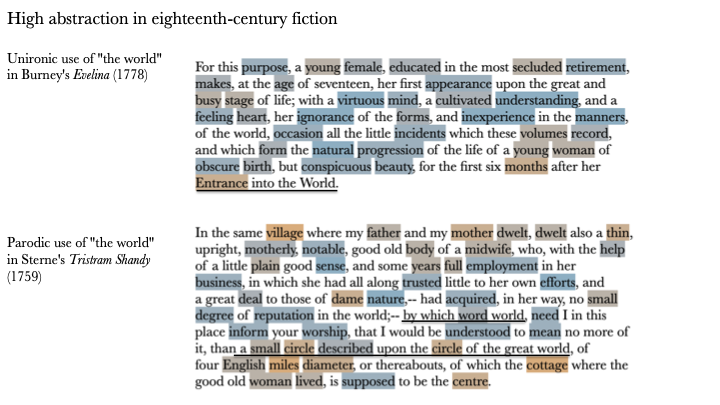 High abstraction in eighteenth-century fiction
Unironic use of "the world"
in Burney's Evelina (1778)
For this purpose, a young female, educated in the most secluded retirement,
makes, at the age of seventeen, her first appearance upon the great and
busy stage of life; with a virtuous mind, a cultivated understanding, and a
feeling heart, her ignorance of the forms, and inexperience in the manners,
of the world, occasion all the little incidents which these volumes record,
and which form the natural progression of the life of a young woman of
obscure birth, but conspicuous beauty, for the first six months after her
Entrance into the World.
Parodic use of "the world"
in Sterne's Tristram Shandy
(1759)
In the same village where my father and my mother dwelt, dwelt also a thin,
upright, motherly, notable, good old body of a midwife, who, with the help
of a little plain good sense, and some years full employment in her
business, in which she had all along trusted little to her own efforts, and
a great deal to those of dame nature,-- had acquired, in her way, no small
degree of reputation in the world;-- by which word world, need I in this
place inform your worship, that I would be understood to mean no more of
it, than a small circle described upon the circle of the great world, of
four English miles diameter, or thereabouts, of which the cottage where the
good old woman lived, is supposed to be the centre.